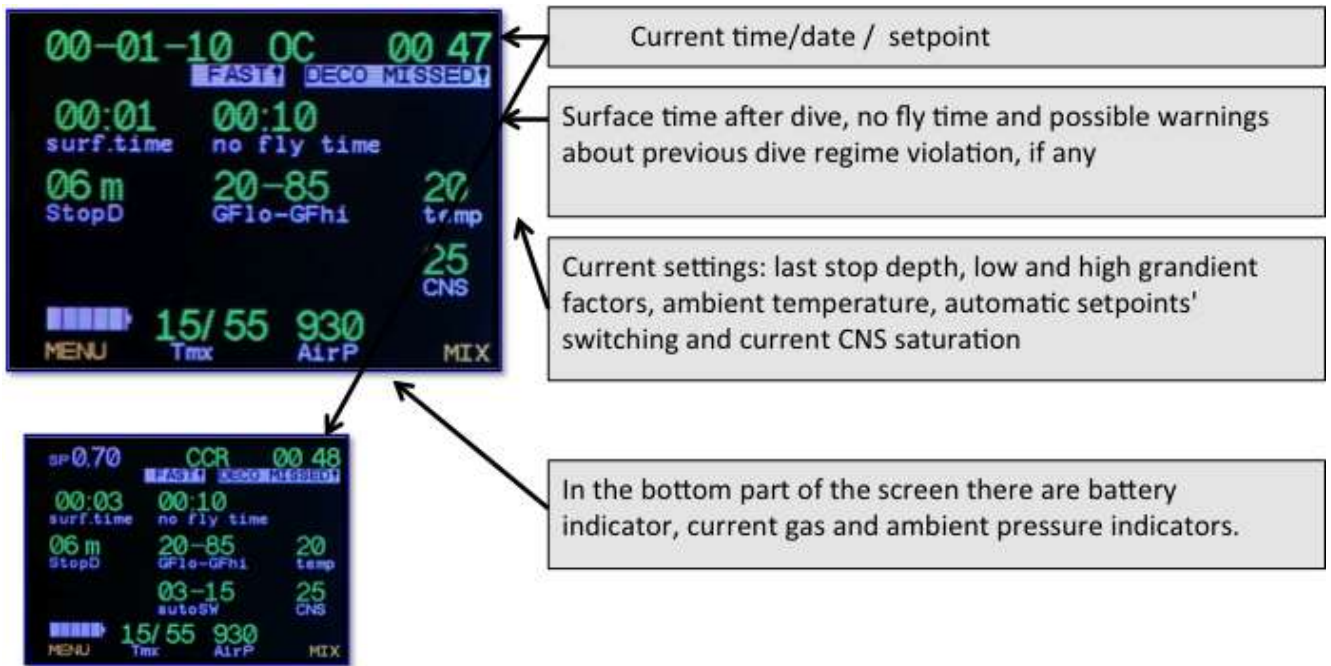 00-01-10 OC 00 47
FAST! DECO MISSED!
00:01 00:10
surf.time no fly time
06 m 20-85 20
StopD GFlo-GFhi temp
25
CNS
15/ 55 930
MENU Tmx AirP MIX
SP 0.70 CCR 00 48
FAST! DECO MISSED!
00:03 00:10
surf.time no fly time
06 m 20-85 20
StopD GFlo-GFhi temp
03-15 25
autoSW CNS
15/ 55 930
MENU Tmx AirP MIX
Current time/date / setpoint
Surface time after dive, no fly time and possible warnings
about previous dive regime violation, if any
Current settings: last stop depth, low and high grandient
factors, ambient temperature, automatic setpoints'
switching and current CNS saturation
In the bottom part of the screen there are battery
indicator, current gas and ambient pressure indicators.